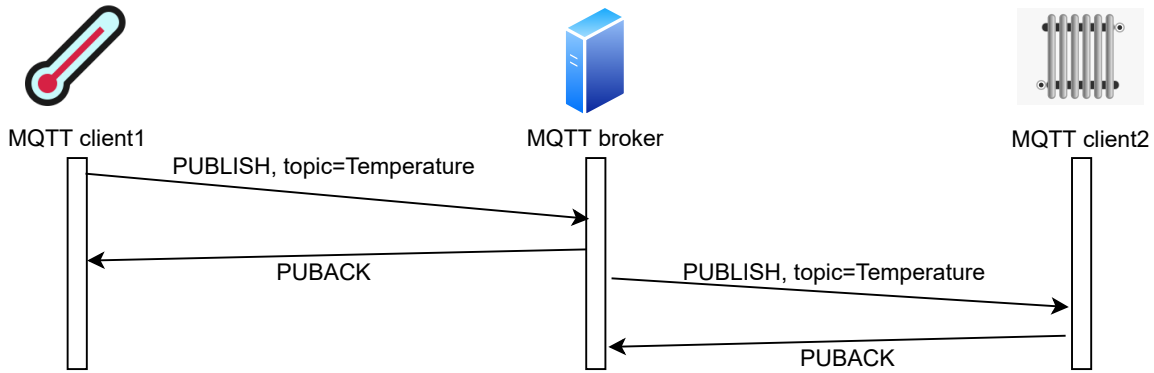 MQTT client1
MQTT broker
MQTT client2
PUBLISH, topic=Temperature
PUBACK
PUBLISH, topic=Temperature
PUBACK